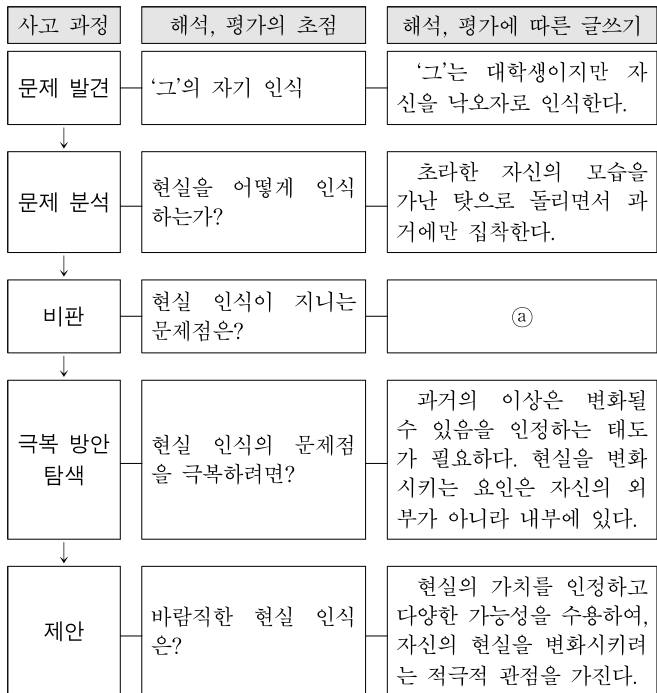 사고 과정
해석, 평가의 초점
해석, 평가에 따른 글쓰기
문제 발견
‘그’의 자기 인식
‘그’는 대학생이지만 자
신을 낙오자로 인식한다.
문제 분석
현실을 어떻게 인식
하는가?
초라한 자신의 모습을
가난 탓으로 돌리면서 과
거에만 집착한다.
비판
현실 인식이 지니는
문제점은?
ⓐ
극복 방안
탐색
현실 인식의 문제점
을 극복하려면?
과거의 이상은 변화될
수 있음을 인정하는 태도
가 필요하다. 현실을 변화
시키는 요인은 자신의 외
부가 아니라 내부에 있다.
제안
바람직한 현실 인식
은?
현실의 가치를 인정하고
다양한 가능성을 수용하여,
자신의 현실을 변화시키려
는 적극적 관점을 가진다.